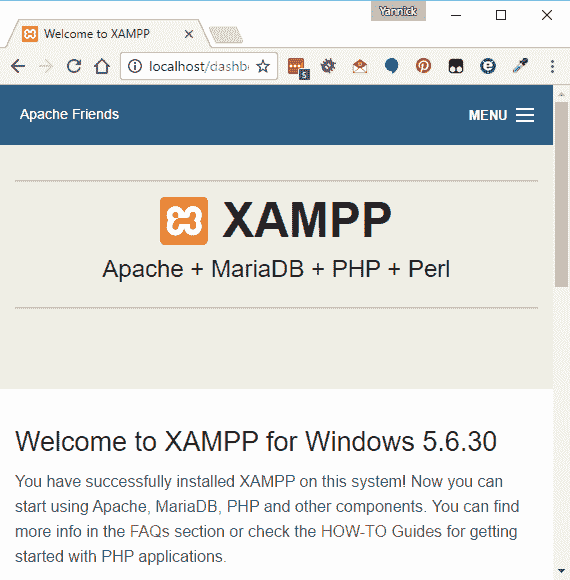 Yannick
Welcome to XAMPP
localhost/dashb
5
Apache Friends
MENU
XAMPP
Apache + MariaDB + PHP + Perl
Welcome to XAMPP for Windows 5.6.30
You have successfully installed XAMPP on this system! Now you can
start using Apache, MariaDB, PHP and other components. You can find
more info in the FAQs section or check the HOW-TO Guides for getting
started with PHP applications.